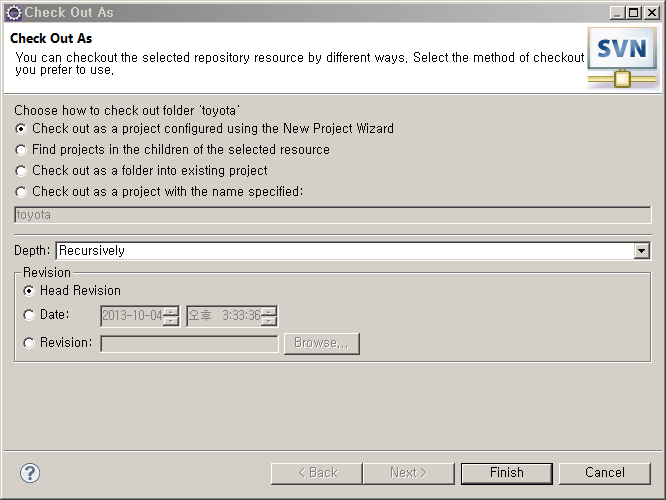 Check Out As
Check Out As
You can checkout the selected repository resource by different ways. Select the method of checkout
you prefer to use.
SVN
Choose how to check out folder 'toyota'
Check out as a project configured using the New Project Wizard
Find projects in the children of the selected resource
Check out as a folder into existing project
Check out as a project with the name specified:
toyota
Depth: Recursively
Revision
Head Revision
Date: 2013-10-04 오후 3:33:36
Revision: Browse...
< Back Next > Finish Cancel